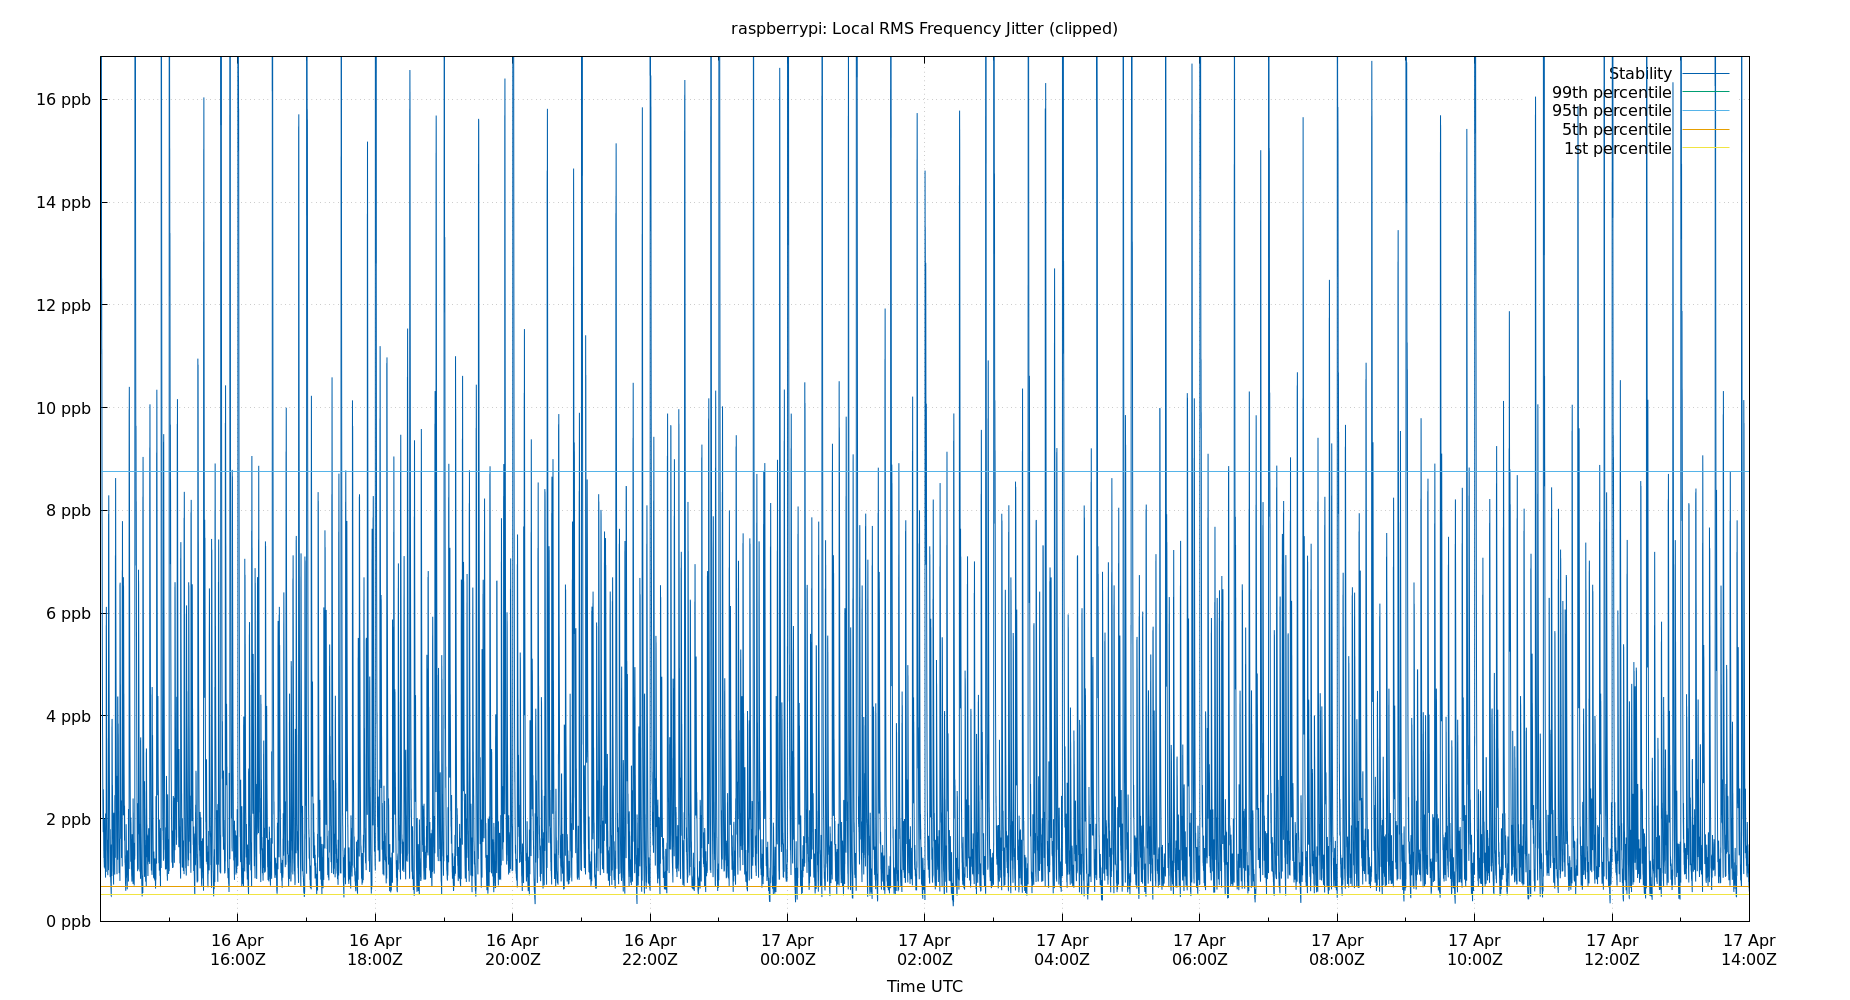 raspberrypi: Local RMS Frequency Jitter (clipped)
Stability
99th percentile
95th percentile
5th percentile
1st percentile
16 ppb
14 ppb
12 ppb
10 ppb
8 ppb
6 ppb
4 ppb
2 ppb
0 ppb
16 Apr 16 Apr 16 Apr 16 Apr 17 Apr 17 Apr 17 Apr 17 Apr 17 Apr 17 Apr 17 Apr 17 Apr
16:00Z 18:00Z 20:00Z 22:00Z 00:00Z 02:00Z 04:00Z 06:00Z 08:00Z 10:00Z 12:00Z 14:00Z
Time UTC